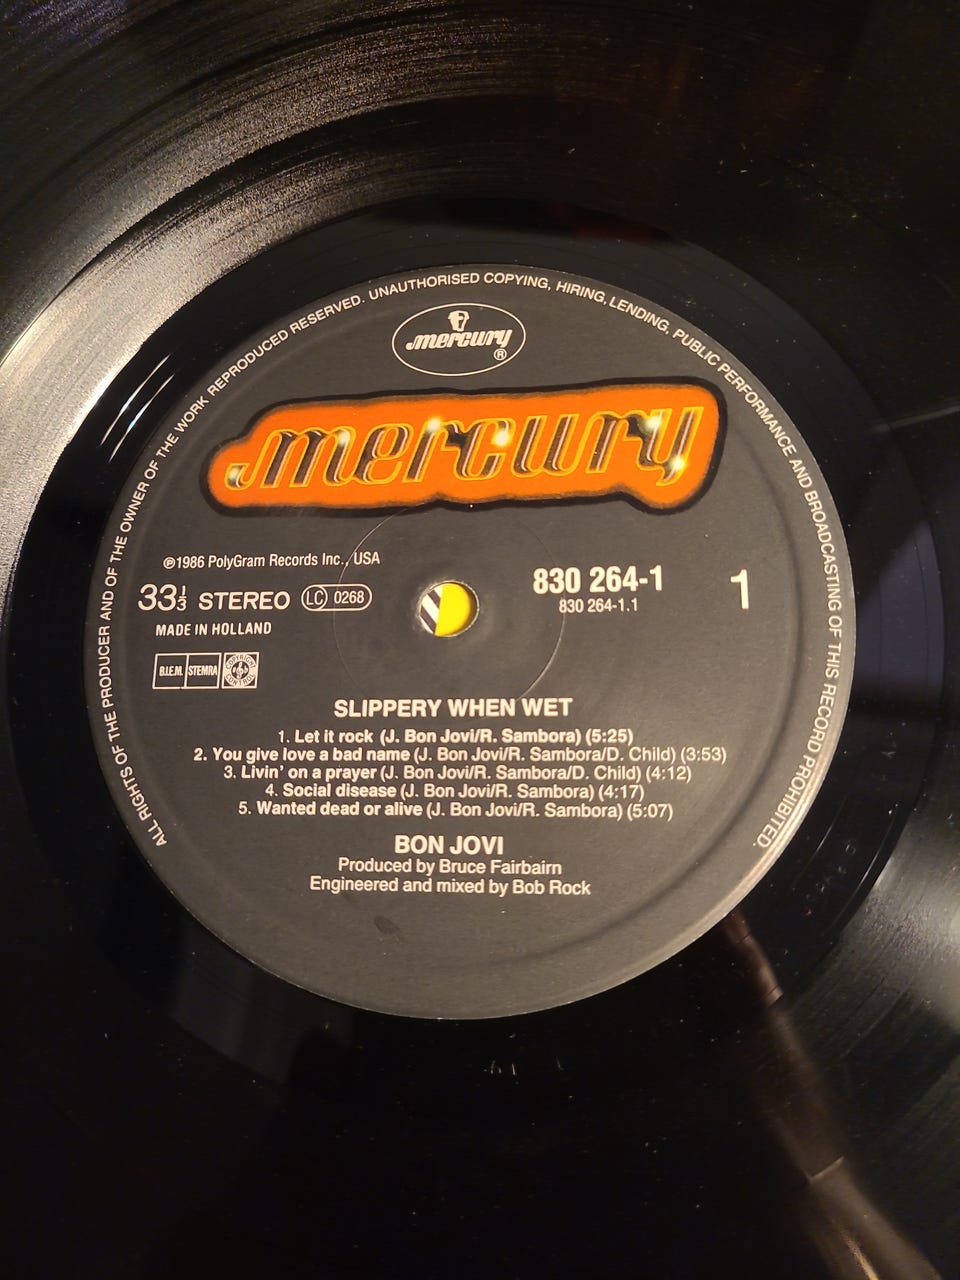 ALL RIGHTS OF THE PRODUCER AND OF THE OWNER OF THE WORK REPRODUCED RESERVED. UNAUTHORISED COPYING, HIRING, LENDING, PUBLIC PERFORMANCE AND BROADCASTING OF THIS RECORD PROHIBITED.
mercury ®
mercury
℗1986 PolyGram Records Inc., USA
33⅓ STEREO LC 0268
MADE IN HOLLAND
B.I.E.M. STEMRA COPYRIGHT CONTROL
830 264-1
830 264-1.1
1
SLIPPERY WHEN WET
1. Let it rock (J. Bon Jovi/R. Sambora) (5:25)
2. You give love a bad name (J. Bon Jovi/R. Sambora/D. Child) (3:53)
3. Livin' on a prayer (J. Bon Jovi/R. Sambora/D. Child) (4:12)
4. Social disease (J. Bon Jovi/R. Sambora) (4:17)
5. Wanted dead or alive (J. Bon Jovi/R. Sambora) (5:07)
BON JOVI
Produced by Bruce Fairbairn
Engineered and mixed by Bob Rock